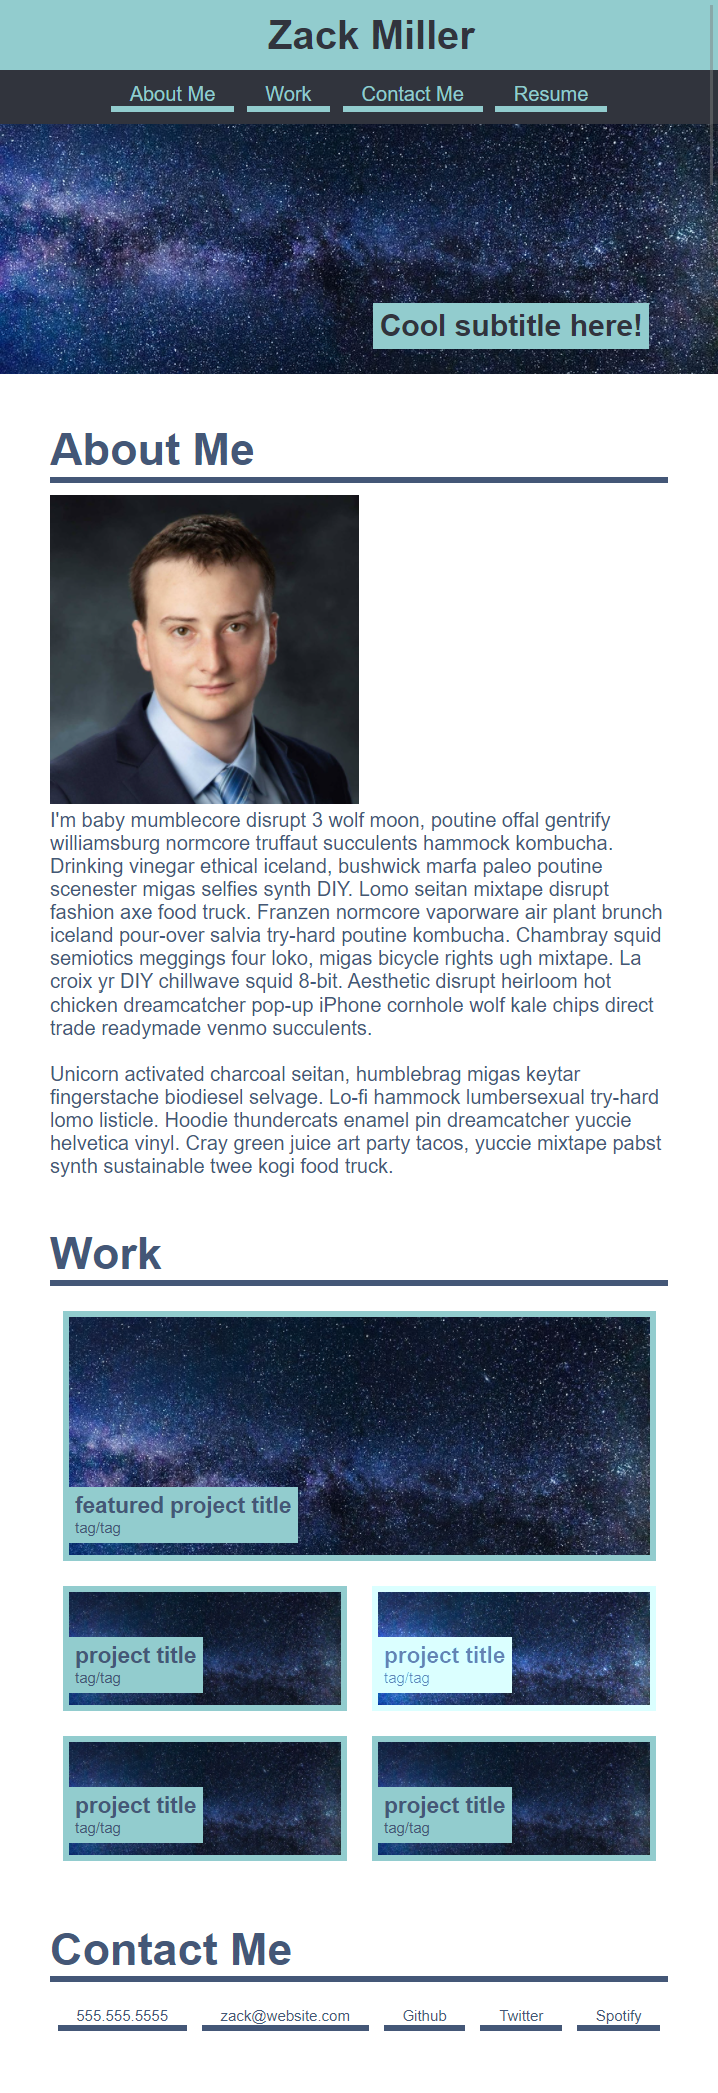 Zack Miller
About Me Work Contact Me Resume
Cool subtitle here!
About Me
I'm baby mumblecore disrupt 3 wolf moon, poutine offal gentrify
williamsburg normcore truffaut succulents hammock kombucha.
Drinking vinegar ethical iceland, bushwick marfa paleo poutine
scenester migas selfies synth DIY. Lomo seitan mixtape disrupt
fashion axe food truck. Franzen normcore vaporware air plant brunch
iceland pour-over salvia try-hard poutine kombucha. Chambray squid
semiotics meggings four loko, migas bicycle rights ugh mixtape. La
croix yr DIY chillwave squid 8-bit. Aesthetic disrupt heirloom hot
chicken dreamcatcher pop-up iPhone cornhole wolf kale chips direct
trade readymade venmo succulents.
Unicorn activated charcoal seitan, humblebrag migas keytar
fingerstache biodiesel selvage. Lo-fi hammock lumbersexual try-hard
lomo listicle. Hoodie thundercats enamel pin dreamcatcher yuccie
helvetica vinyl. Cray green juice art party tacos, yuccie mixtape pabst
synth sustainable twee kogi food truck.
Work
featured project title
tag/tag
project title
tag/tag
project title
tag/tag
project title
tag/tag
project title
tag/tag
Contact Me
555.555.5555 zack@website.com Github Twitter Spotify